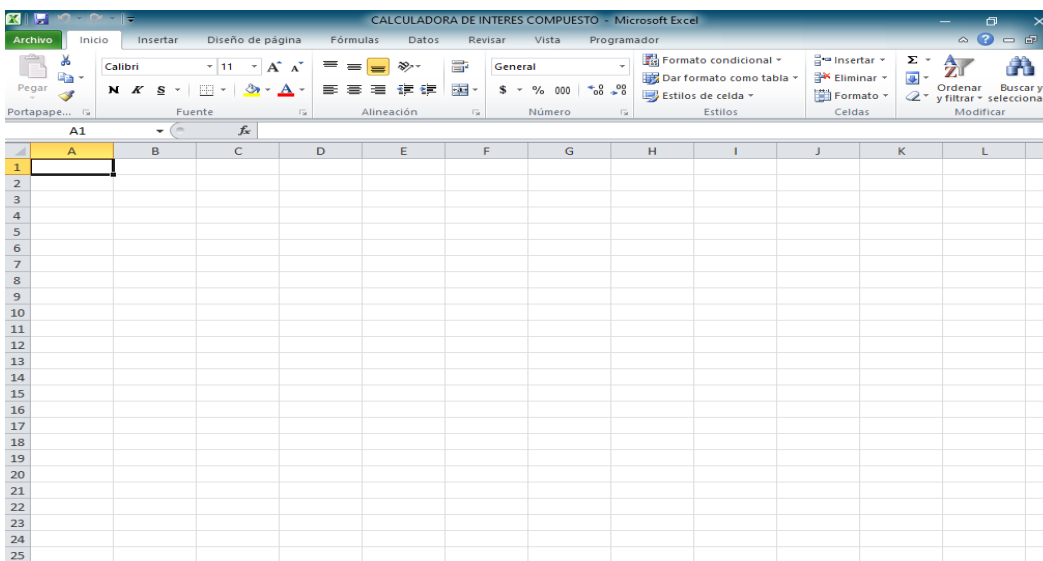 CALCULADORA DE INTERES COMPUESTO - Microsoft Excel
Archivo Inicio Insertar Diseño de página Fórmulas Datos Revisar Vista Programador
Pegar
Calibri 11 A A
N K S A
General
$ % 000
Formato condicional
Dar formato como tabla
Estilos de celda
Insertar
Eliminar
Formato
Σ
Ordenar y filtrar
Buscar y selecciona
Portapape... Fuente Alineación Número Estilos Celdas Modificar
A1 fx
A B C D E F G H I J K L
1
2
3
4
5
6
7
8
9
10
11
12
13
14
15
16
17
18
19
20
21
22
23
24
25